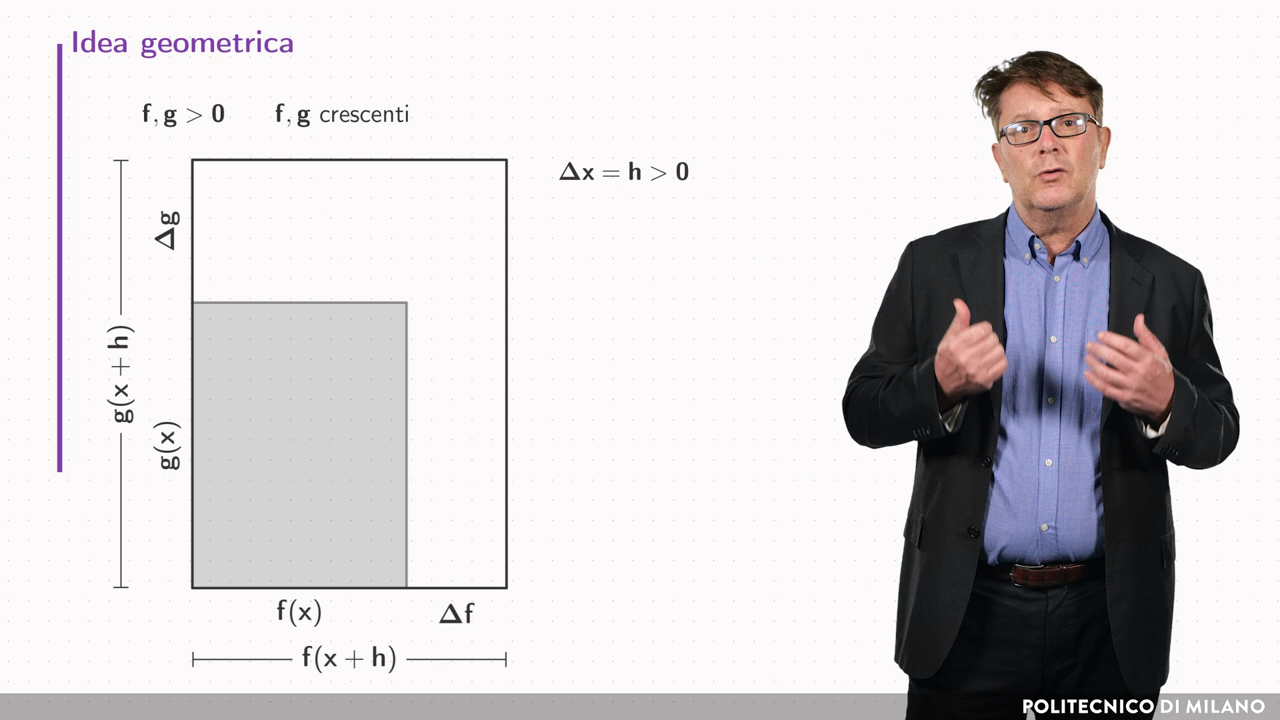 Idea geometrica
f, g > 0 f, g crescenti
Δx = h > 0
Δg
g(x + h)
g(x)
f(x) Δf
f(x + h)
POLITECNICO DI MILANO